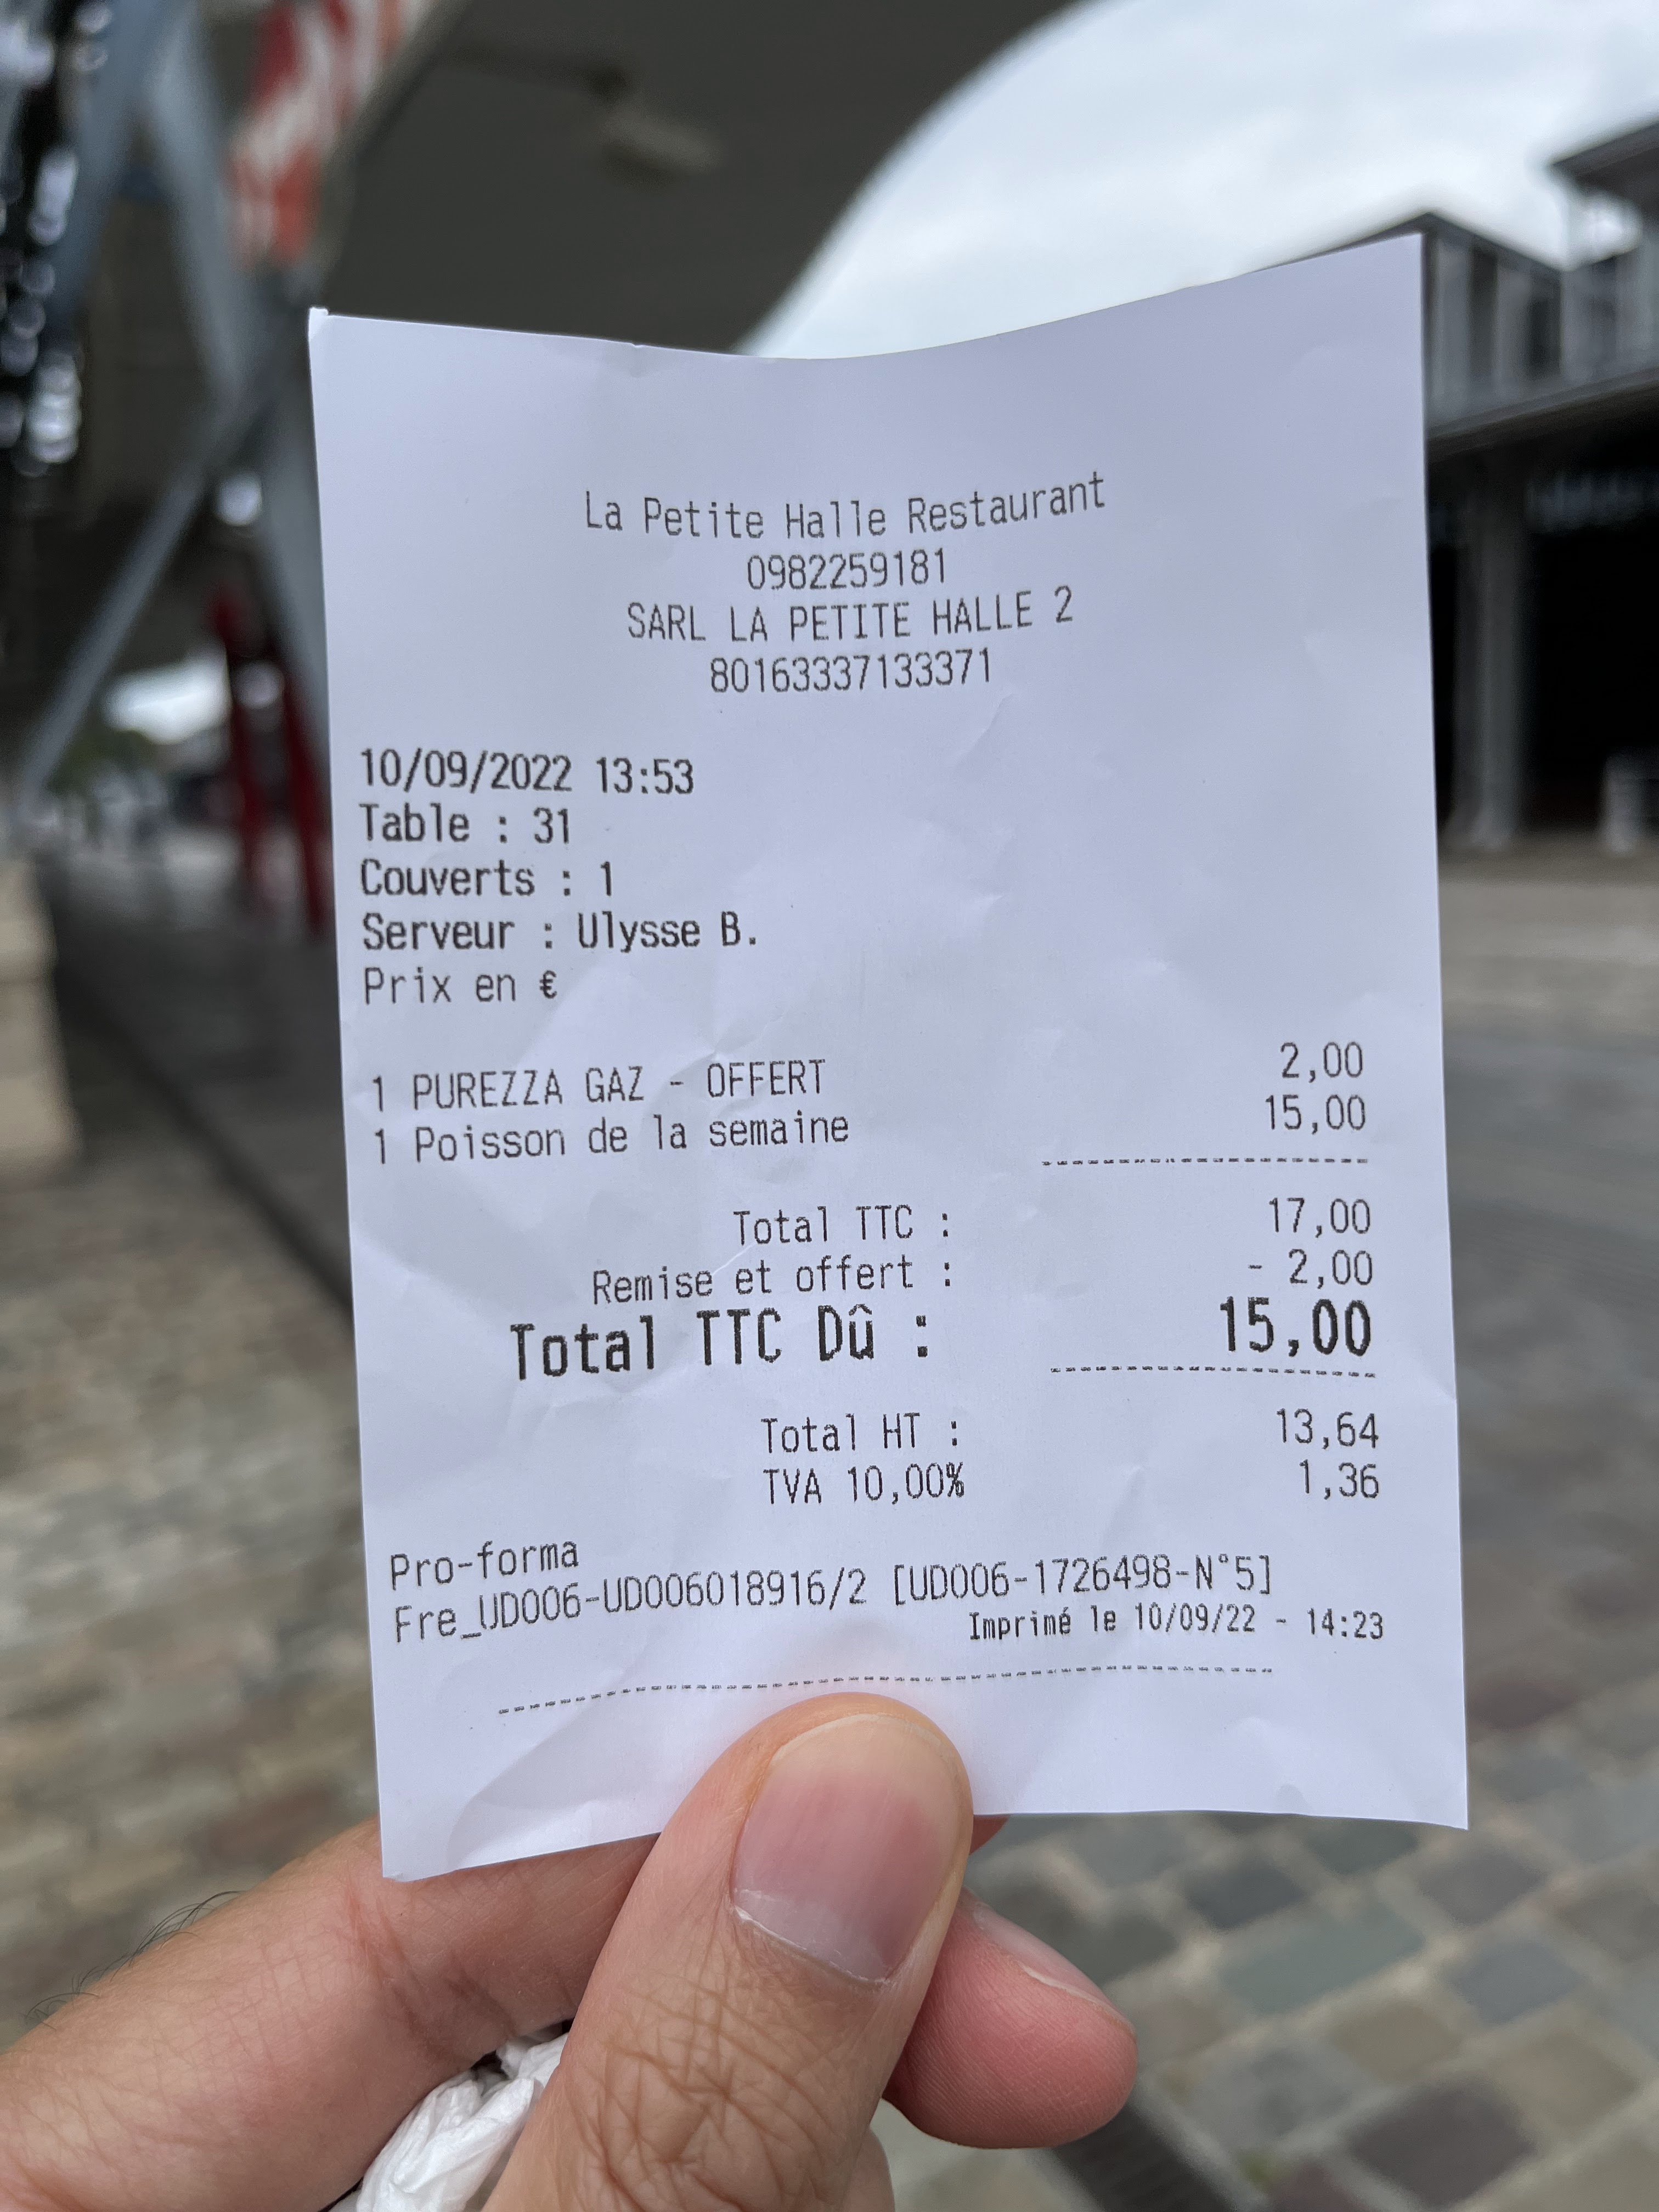 La Petite Halle Restaurant
0982259181
SARL LA PETITE HALLE 2
80163337133371
10/09/2022 13:53
Table : 31
Couverts : 1
Serveur : Ulysse B.
Prix en €
1 PUREZZA GAZ - OFFERT 2,00
1 Poisson de la semaine 15,00
Total TTC : 17,00
Remise et offert : - 2,00
Total TTC Dû : 15,00
Total HT : 13,64
TVA 10,00% 1,36
Pro-forma
Fre_UD006-UD006018916/2 [UD006-1726498-N°5]
Imprimé le 10/09/22 - 14:23